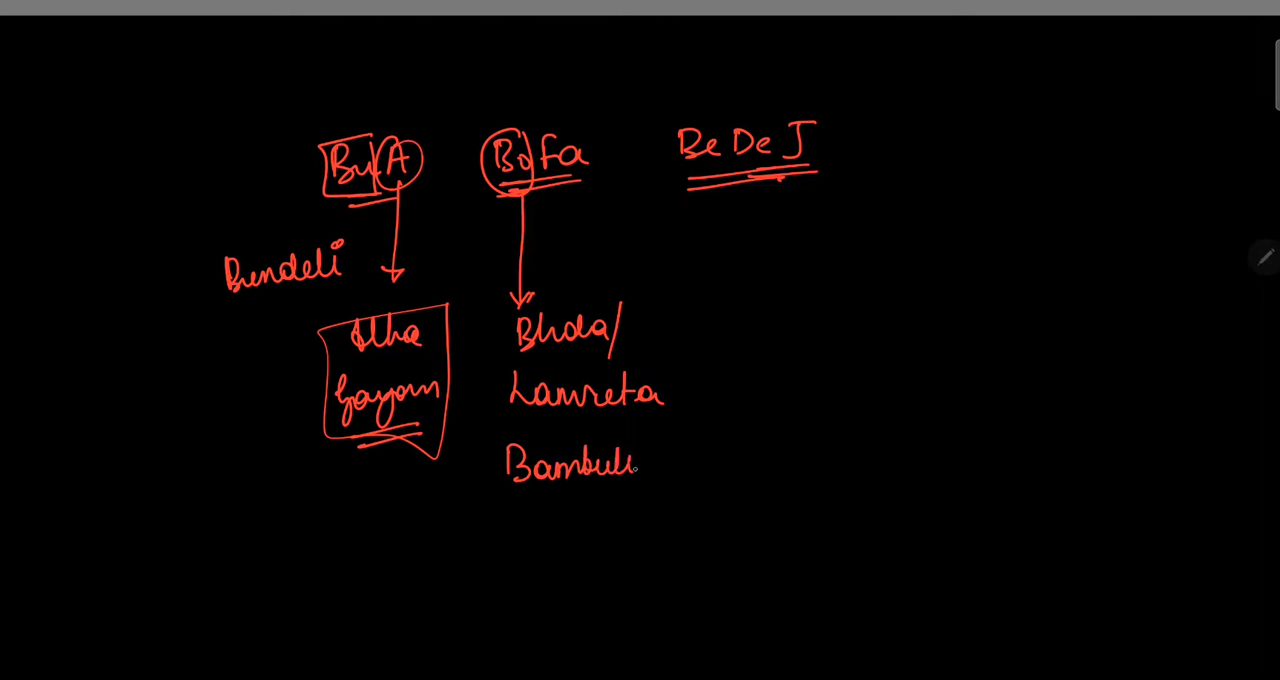 BuA BoFa BeDeJ
Bundeli
Alha
Gayan
Bhola/
Lamreta
Bambuli